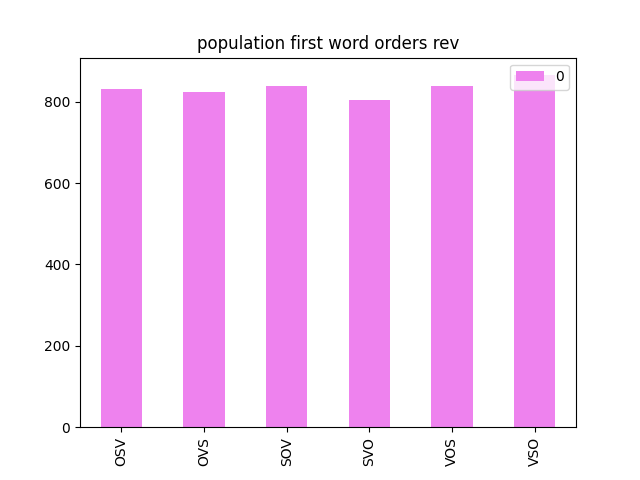 population first word orders rev
0
800
600
400
200
0
OSV
OVS
SOV
SVO
VOS
VSO